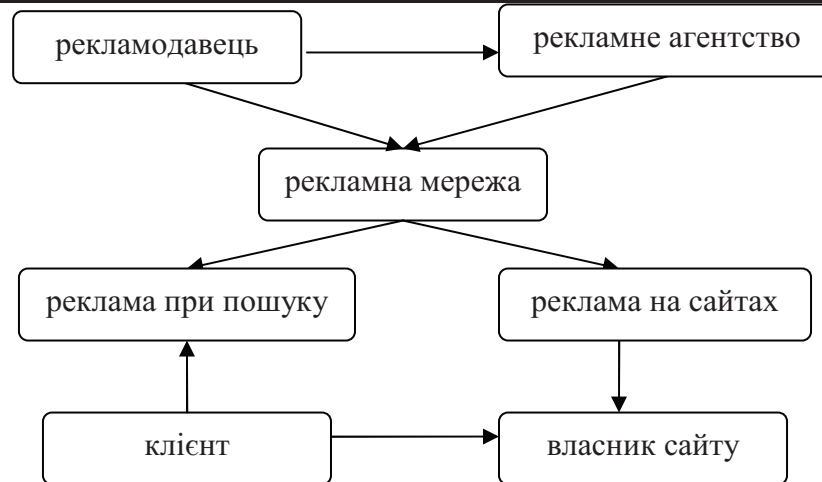 рекламодавець
рекламне агентство
рекламна мережа
реклама при пошуку
реклама на сайтах
клієнт
власник сайту